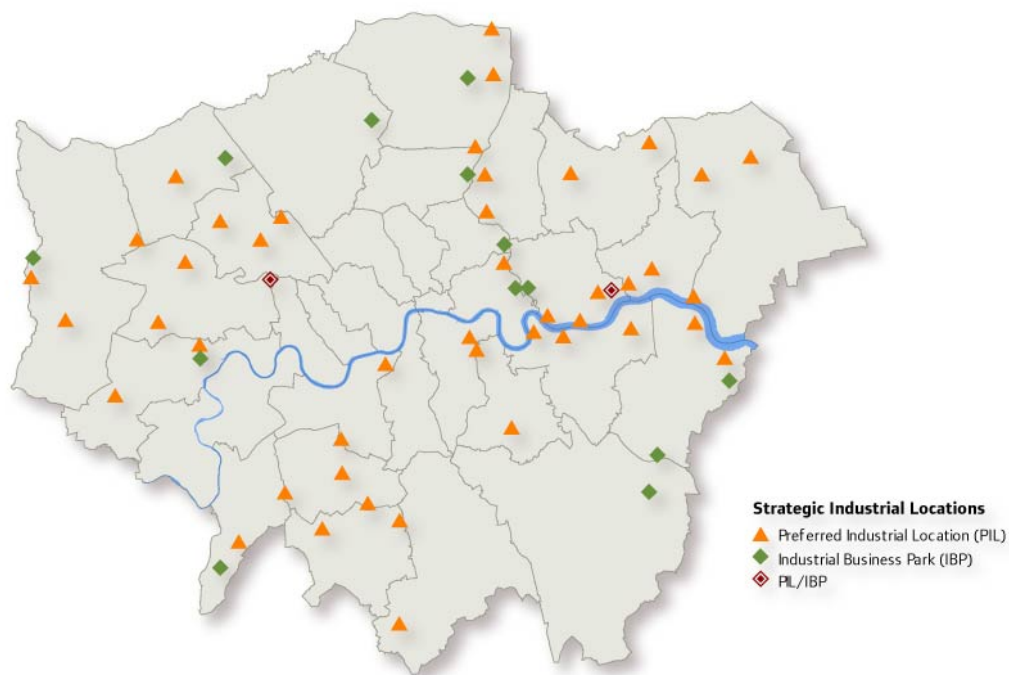 Strategic Industrial Locations
Preferred Industrial Location (PIL)
Industrial Business Park (IBP)
PIL/IBP